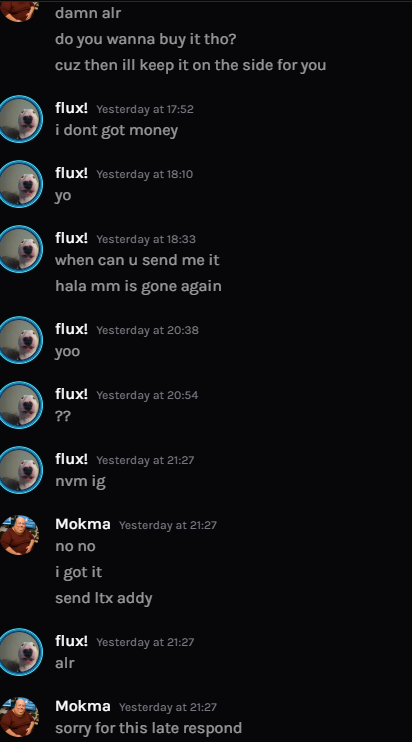 damn alr
do you wanna buy it tho?
cuz then ill keep it on the side for you
flux! Yesterday at 17:52
i dont got money
flux! Yesterday at 18:10
yo
flux! Yesterday at 18:33
when can u send me it
hala mm is gone again
flux! Yesterday at 20:38
yoo
flux! Yesterday at 20:54
??
flux! Yesterday at 21:27
nvm ig
Mokma Yesterday at 21:27
no no
i got it
send ltx addy
flux! Yesterday at 21:27
alr
Mokma Yesterday at 21:27
sorry for this late respond